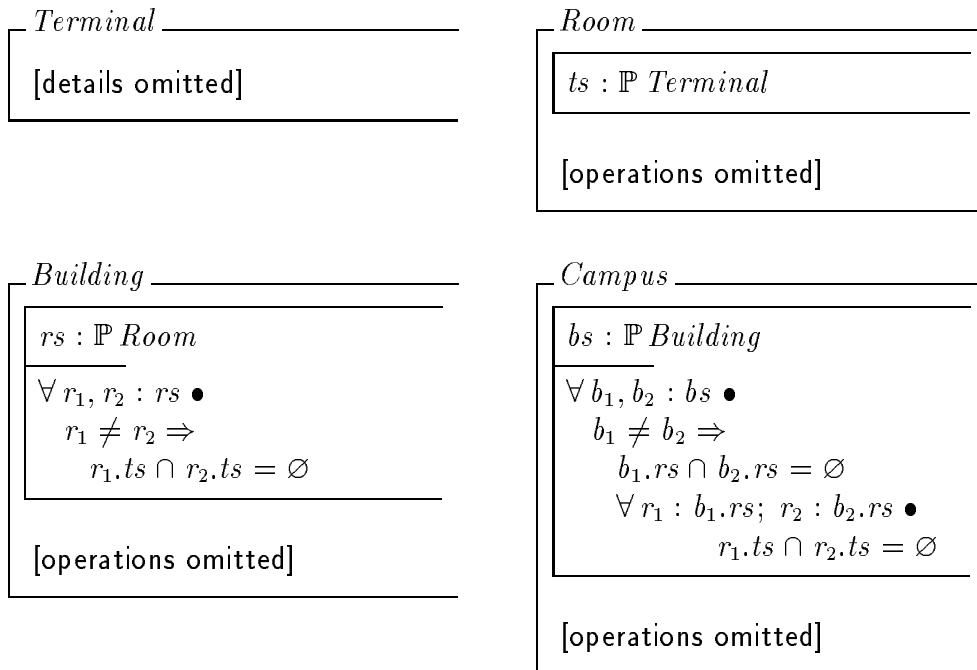 Terminal
[details omitted]
Room
ts : ℙ Terminal
[operations omitted]
Building
rs : ℙ Room
∀ r₁, r₂ : rs •
r₁ ≠ r₂ ⇒
r₁.ts ∩ r₂.ts = ∅
[operations omitted]
Campus
bs : ℙ Building
∀ b₁, b₂ : bs •
b₁ ≠ b₂ ⇒
b₁.rs ∩ b₂.rs = ∅
∀ r₁ : b₁.rs; r₂ : b₂.rs •
r₁.ts ∩ r₂.ts = ∅
[operations omitted]